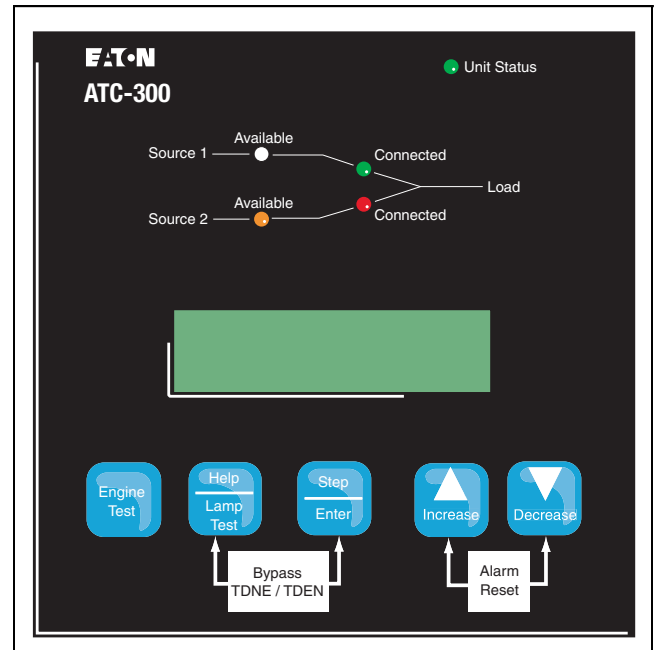 EATON
ATC-300
Unit Status
Available
Source 1
Connected
Load
Available
Source 2
Connected
Engine
Test
Help
Lamp
Test
Step
Enter
Increase
Decrease
Bypass
TDNE / TDEN
Alarm
Reset